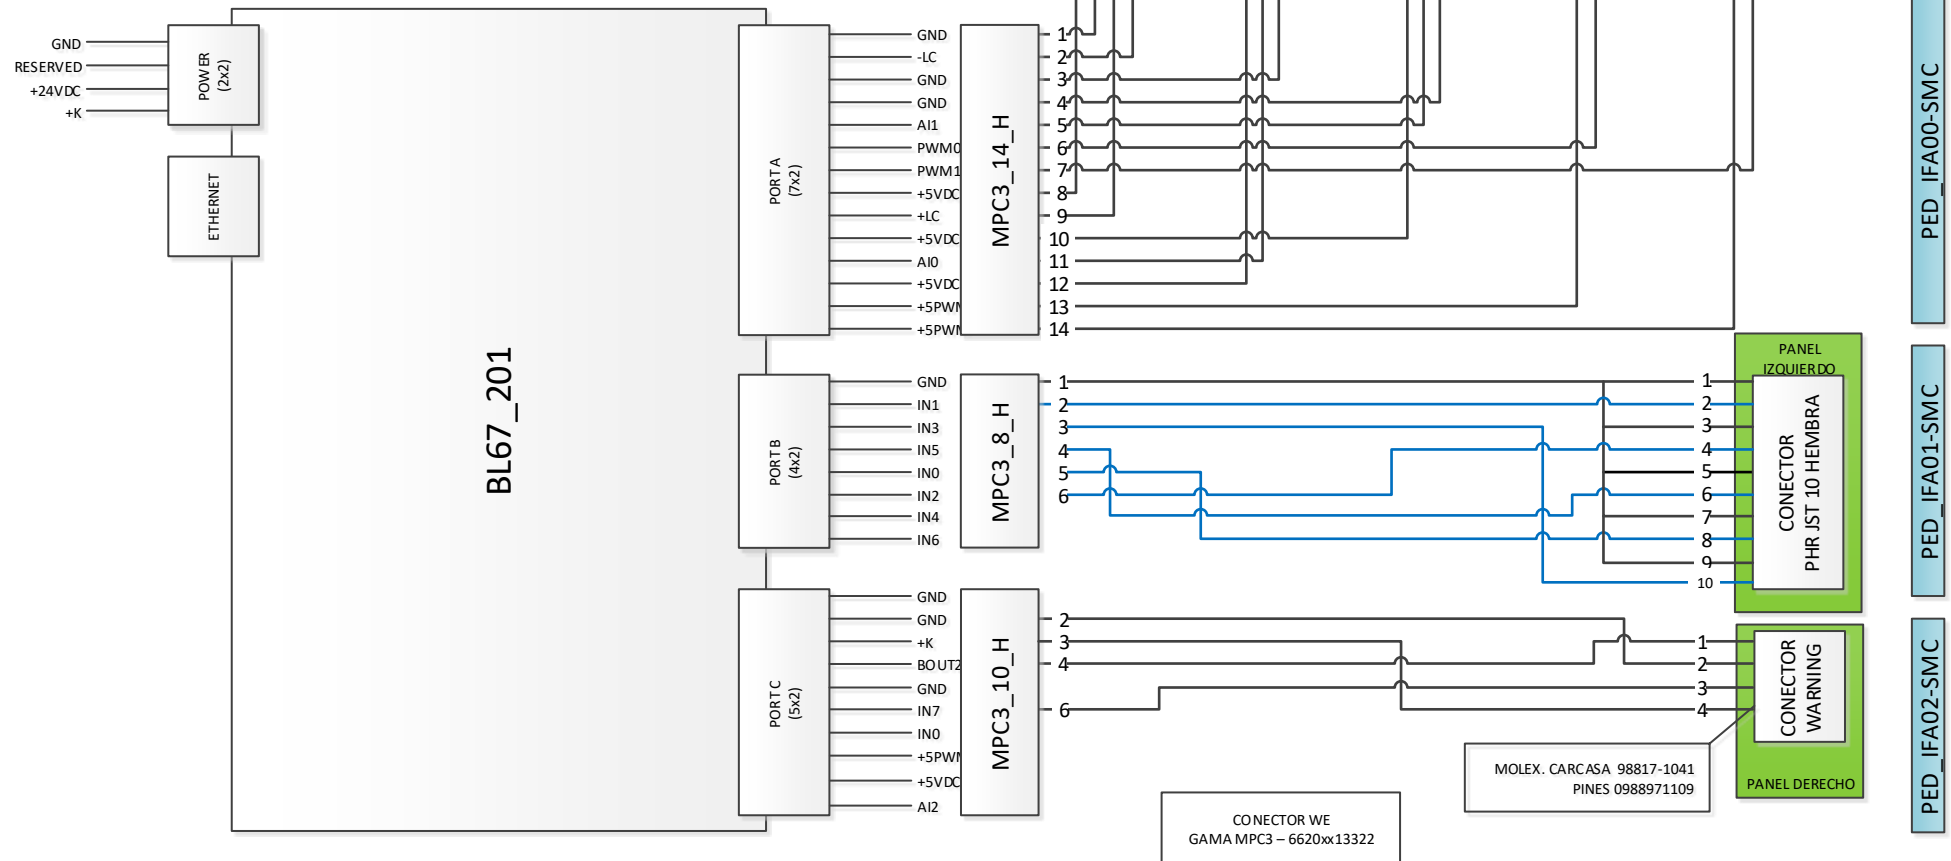 GND
RESERVED
+24VDC
+K
POWER
(2x2)
ETHERNET
BL67_201
PORT A
(7x2)
GND
-LC
GND
GND
AI1
PWM0
PWM1
+5VDC
+LC
+5VDC
AI0
+5VDC
+5PWM
+5PWM
MPC3_14_H
1
2
3
4
5
6
7
8
9
10
11
12
13
14
PED_IFA00-SMC
PORT B
(4x2)
GND
IN1
IN3
IN5
IN0
IN2
IN4
IN6
MPC3_8_H
1
2
3
4
5
6
1
2
3
4
5
6
7
8
9
10
PANEL
IZQUIERDO
CONECTOR
PHR JST 10 HEMBRA
PED_IFA01-SMC
PORT C
(5x2)
GND
GND
+K
BOUT2
GND
IN7
IN0
+5PWM
+5VDC
AI2
MPC3_10_H
2
3
4
6
1
2
3
4
CONECTOR
WARNING
PANEL DERECHO
PED_IFA02-SMC
MOLEX. CARCASA 98817-1041
PINES 0988971109
CONECTOR WE
GAMA MPC3 – 6620xx13322